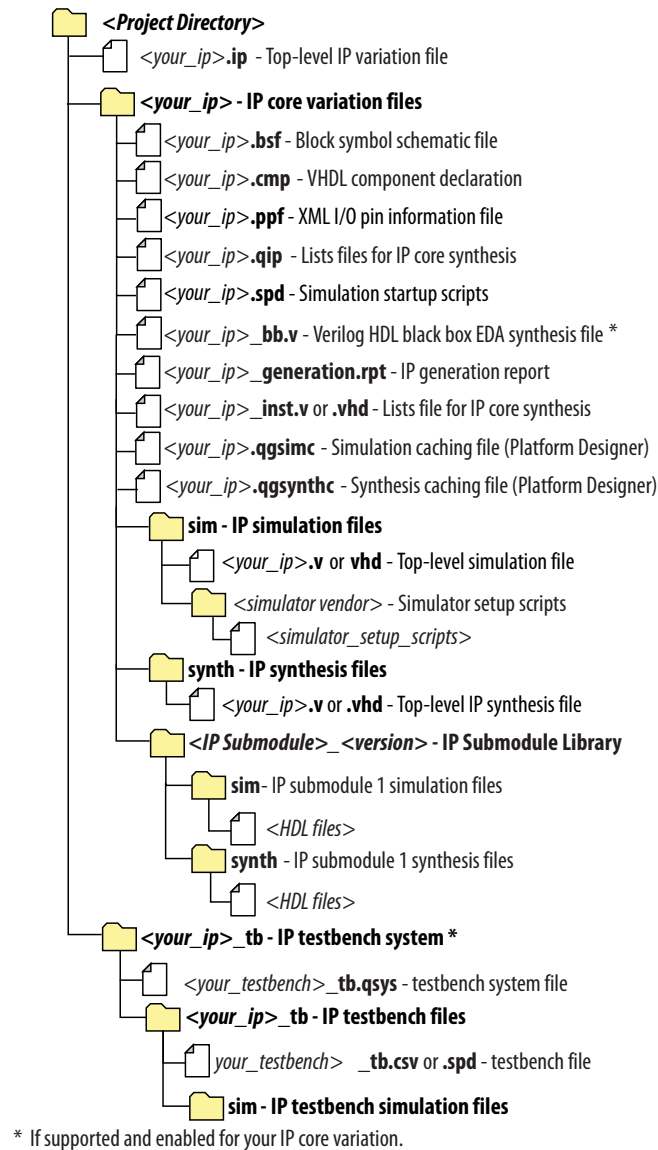 <Project Directory>
<your_ip>.ip - Top-level IP variation file
<your_ip> - IP core variation files
<your_ip>.bsf - Block symbol schematic file
<your_ip>.cmp - VHDL component declaration
<your_ip>.ppf - XML I/O pin information file
<your_ip>.qip - Lists files for IP core synthesis
<your_ip>.spd - Simulation startup scripts
<your_ip>_bb.v - Verilog HDL black box EDA synthesis file *
<your_ip>_generation.rpt - IP generation report
<your_ip>_inst.v or .vhd - Lists file for IP core synthesis
<your_ip>.qgsimc - Simulation caching file (Platform Designer)
<your_ip>.qgsynthc - Synthesis caching file (Platform Designer)
sim - IP simulation files
<your_ip>.v or vhd - Top-level simulation file
<simulator vendor> - Simulator setup scripts
<simulator_setup_scripts>
synth - IP synthesis files
<your_ip>.v or .vhd - Top-level IP synthesis file
<IP Submodule>_<version> - IP Submodule Library
sim- IP submodule 1 simulation files
<HDL files>
synth - IP submodule 1 synthesis files
<HDL files>
<your_ip>_tb - IP testbench system *
<your_testbench>_tb.qsys - testbench system file
<your_ip>_tb - IP testbench files
your_testbench> _tb.csv or .spd - testbench file
sim - IP testbench simulation files
* If supported and enabled for your IP core variation.